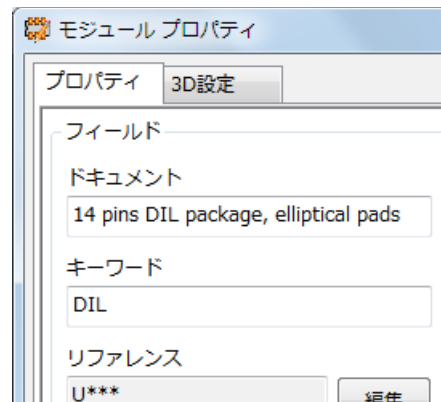 モジュール プロパティ
プロパティ 3D設定
フィールド
ドキュメント
14 pins DIL package, elliptical pads
キーワード
DIL
リファレンス
U*** 編集